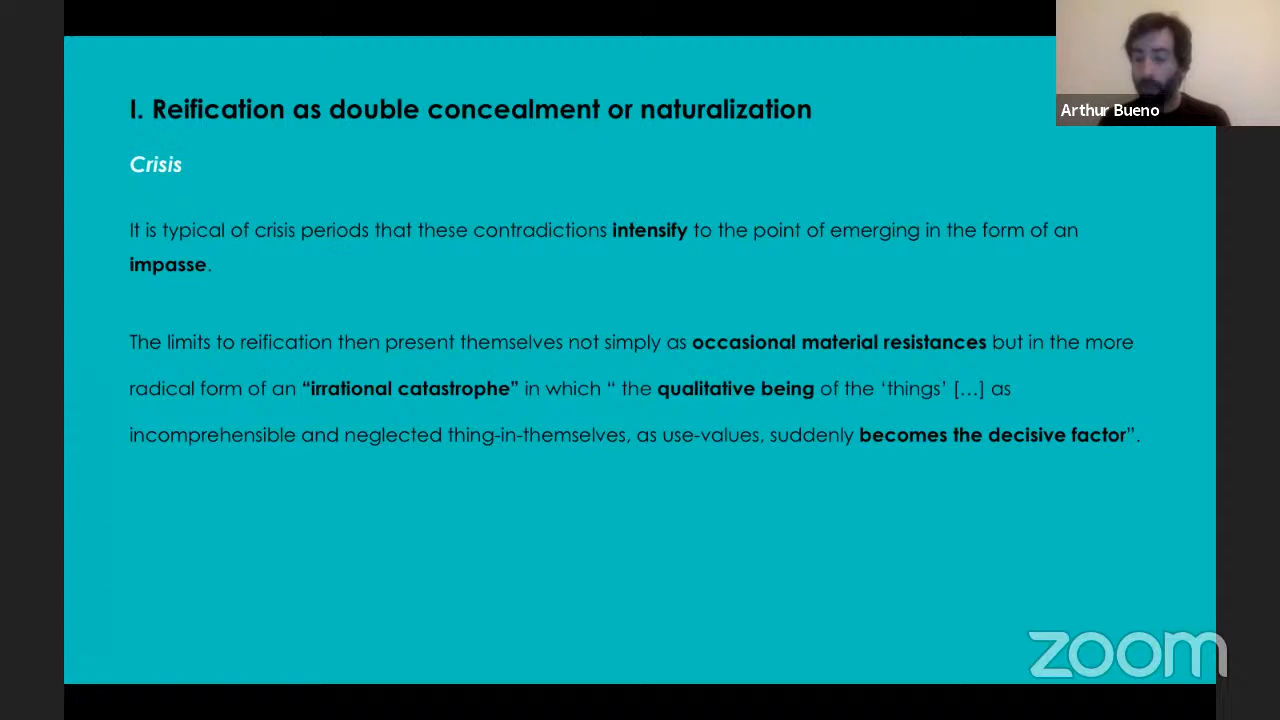 I. Reification as double concealment or naturalization
Arthur Bueno
Crisis
It is typical of crisis periods that these contradictions intensify to the point of emerging in the form of an
impasse.
The limits to reification then present themselves not simply as occasional material resistances but in the more
radical form of an “irrational catastrophe” in which “ the qualitative being of the ‘things’ […] as
incomprehensible and neglected thing-in-themselves, as use-values, suddenly becomes the decisive factor”.
zoom